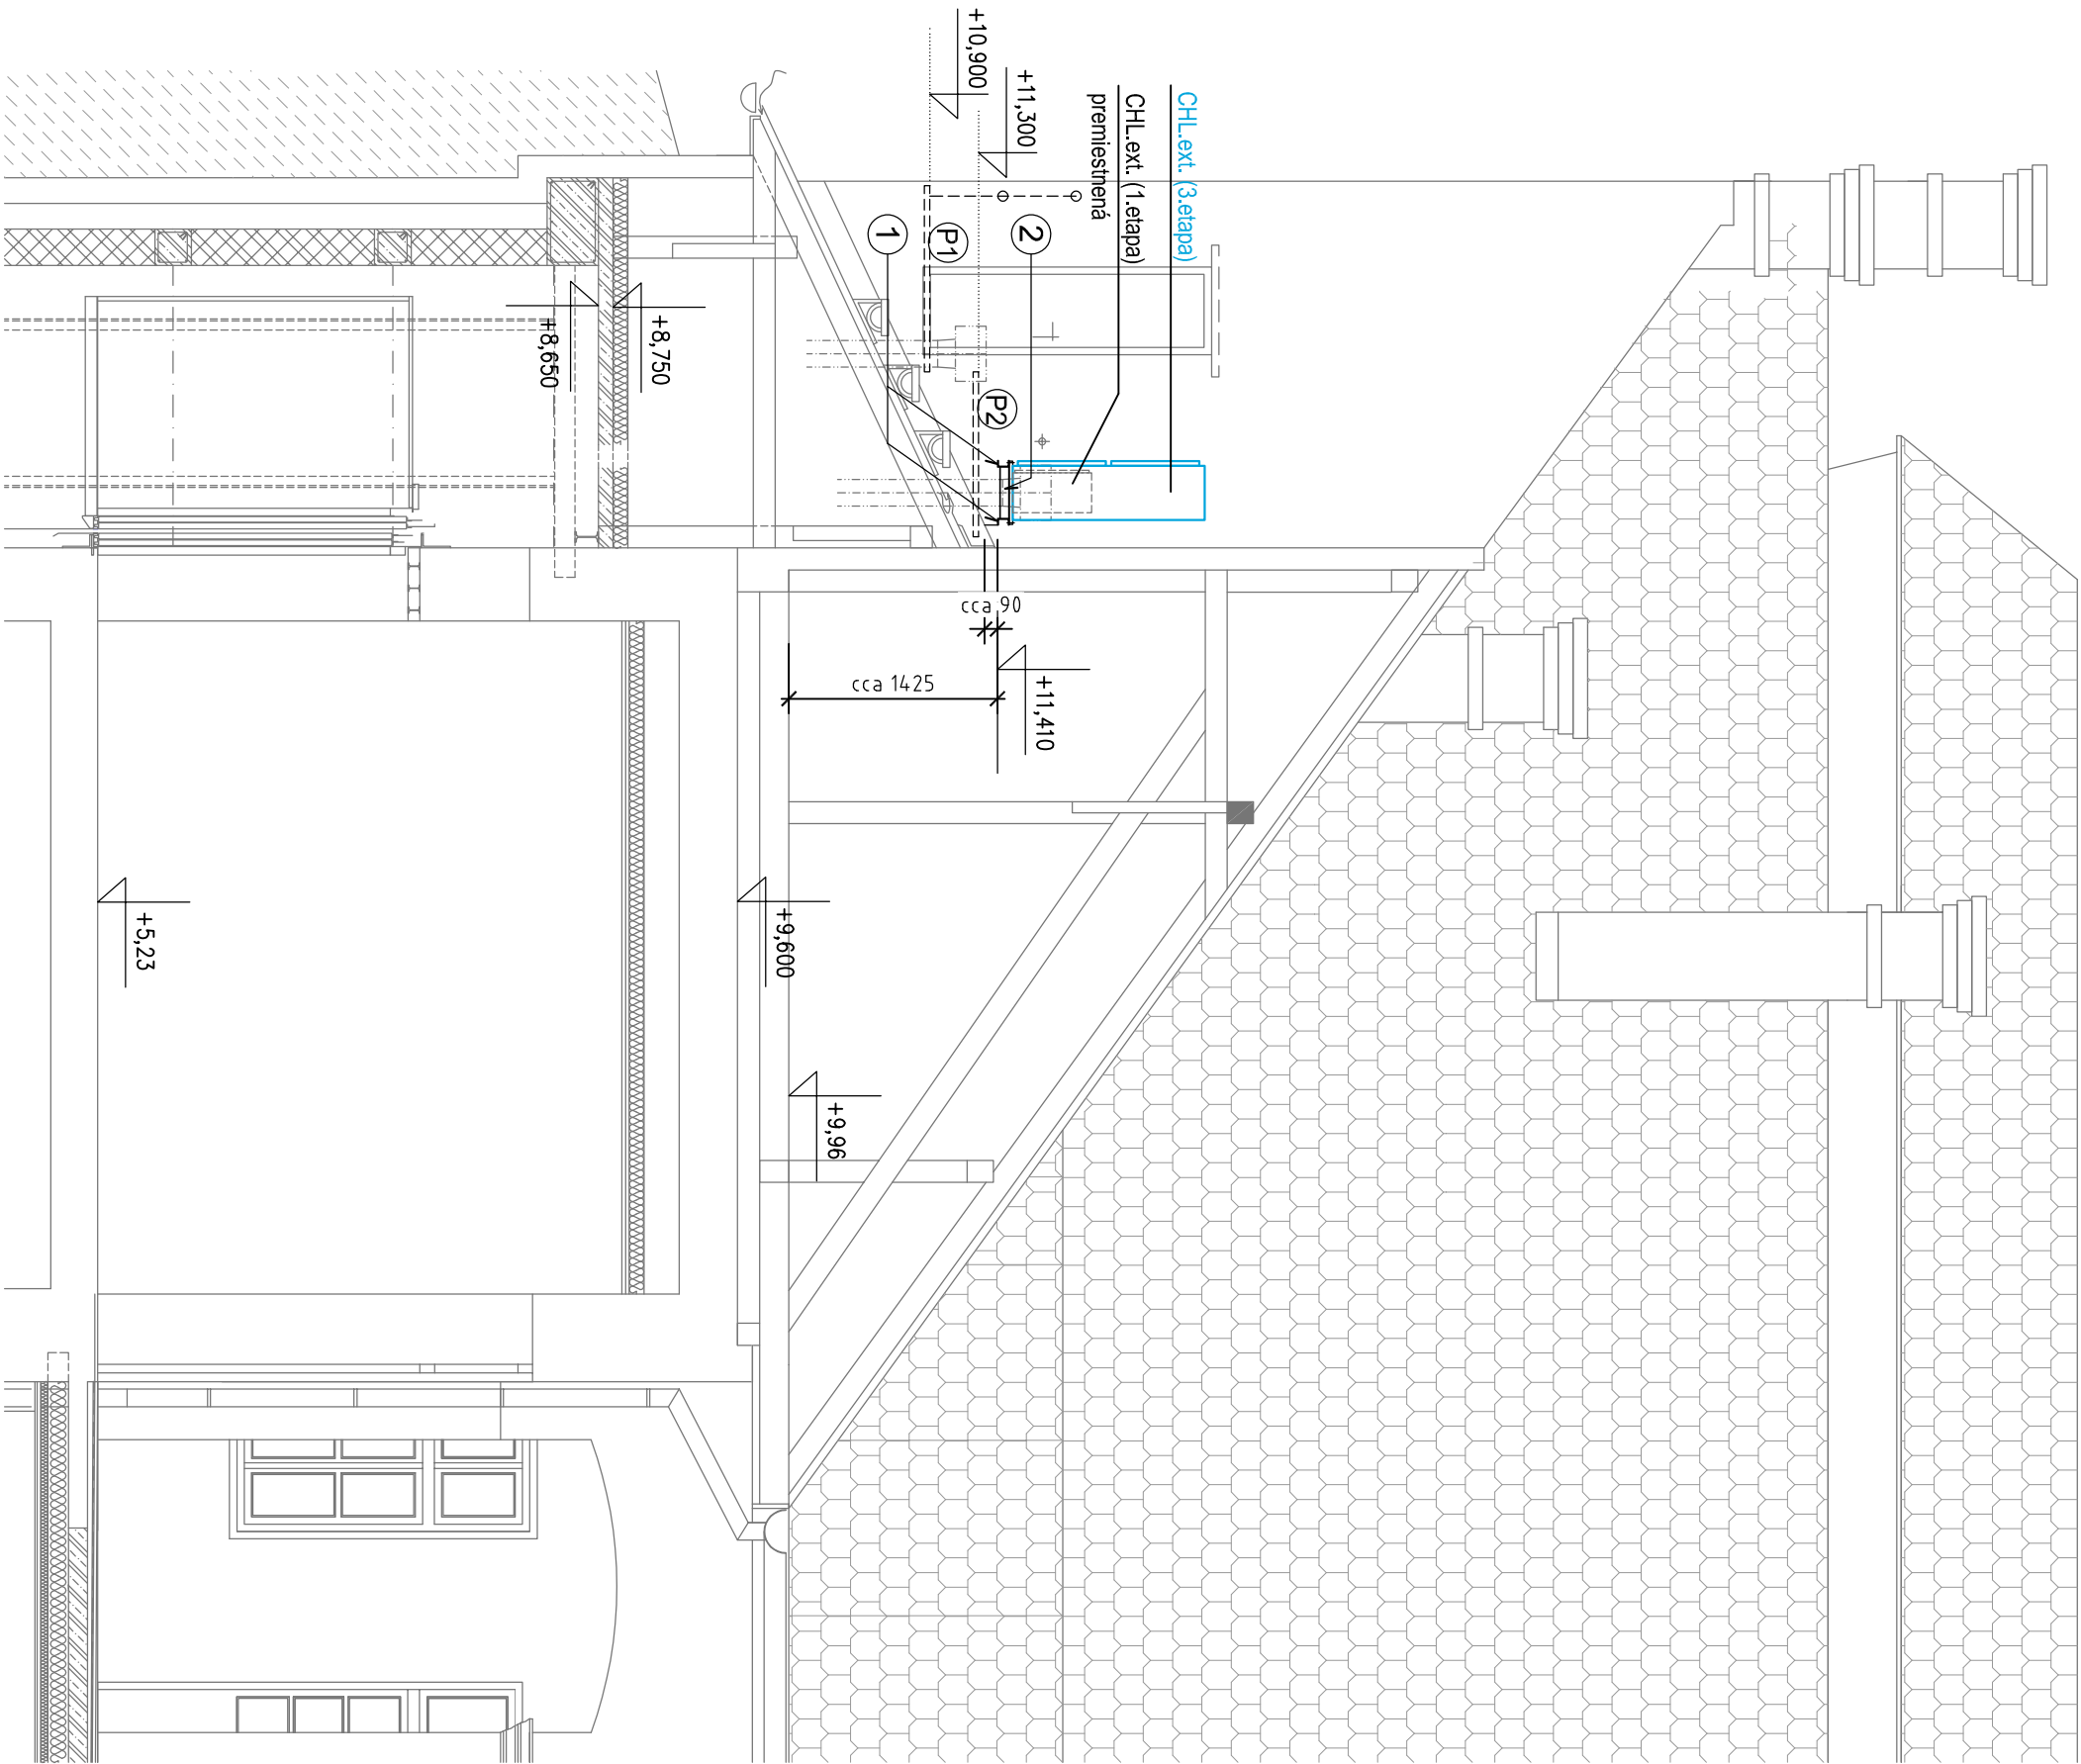 CHL.ext. (3.etapa)
CHL.ext. (1.etapa)
premiestnená
+11,300
+10,900
2
P1
1
P2
+8,750
+8,650
cca 90
cca 1425
+11,410
+9,600
+5,23
+9,96